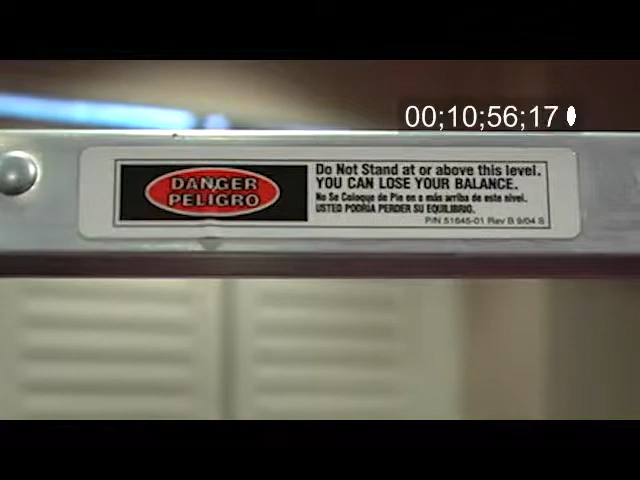 00;10;56;17
DANGER
PELIGRO
Do Not Stand at or above this level.
YOU CAN LOSE YOUR BALANCE.
No Se Coloque de Pie en o más arriba de este nivel.
USTED PODRIA PERDER SU EQUILIBRIO.
P/N 51645-01 Rev B 9/04 S